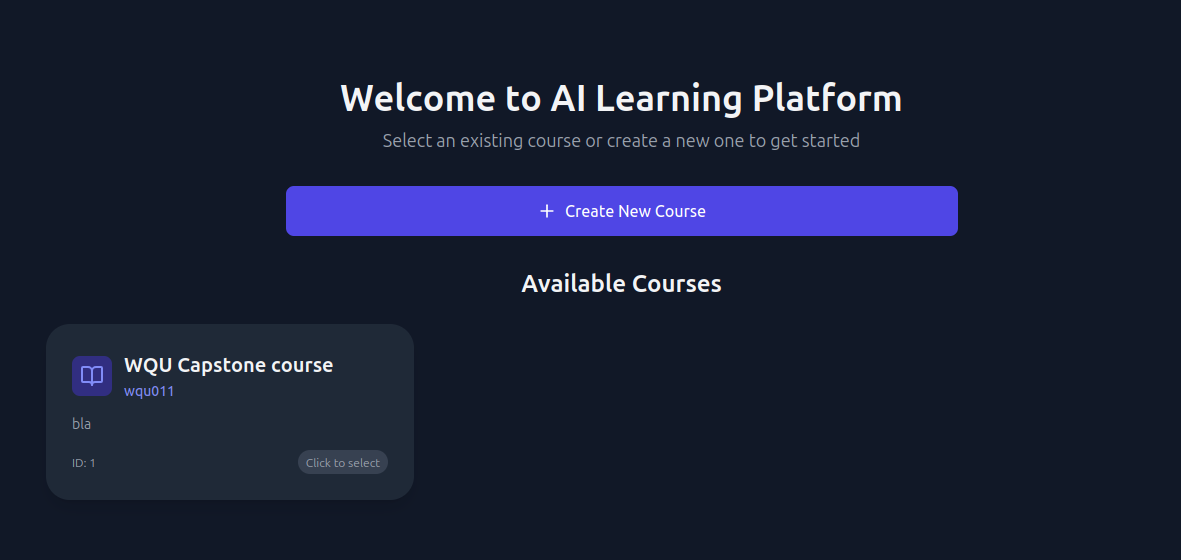 Welcome to AI Learning Platform
Select an existing course or create a new one to get started
Create New Course
Available Courses
WQU Capstone course
wqu011
bla
ID: 1
Click to select